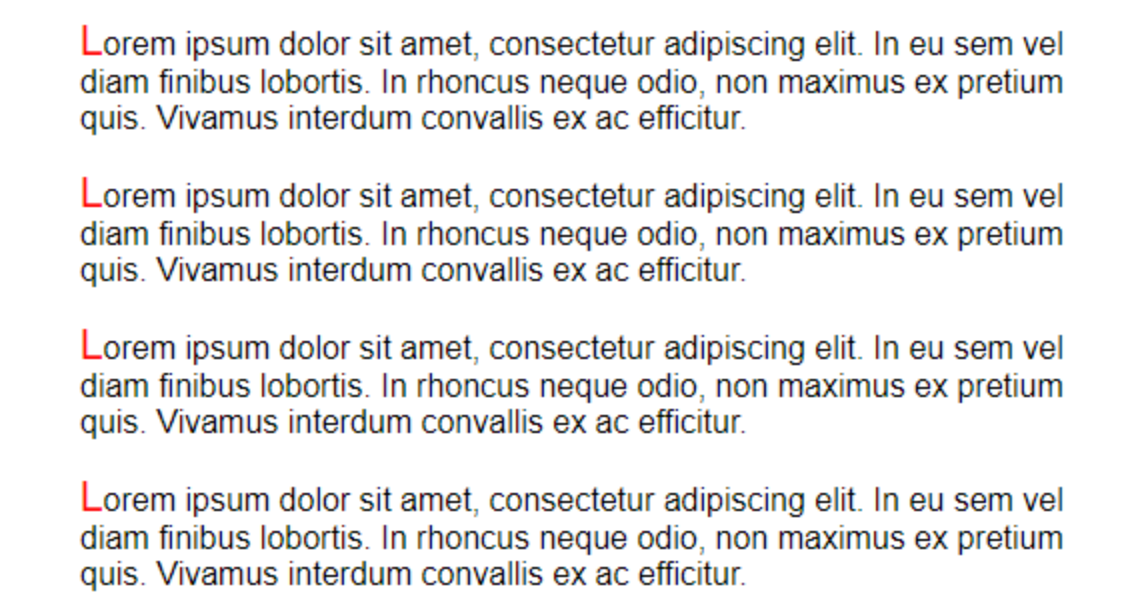 Lorem ipsum dolor sit amet, consectetur adipiscing elit. In eu sem vel
diam finibus lobortis. In rhoncus neque odio, non maximus ex pretium
quis. Vivamus interdum convallis ex ac efficitur.
Lorem ipsum dolor sit amet, consectetur adipiscing elit. In eu sem vel
diam finibus lobortis. In rhoncus neque odio, non maximus ex pretium
quis. Vivamus interdum convallis ex ac efficitur.
Lorem ipsum dolor sit amet, consectetur adipiscing elit. In eu sem vel
diam finibus lobortis. In rhoncus neque odio, non maximus ex pretium
quis. Vivamus interdum convallis ex ac efficitur.
Lorem ipsum dolor sit amet, consectetur adipiscing elit. In eu sem vel
diam finibus lobortis. In rhoncus neque odio, non maximus ex pretium
quis. Vivamus interdum convallis ex ac efficitur.